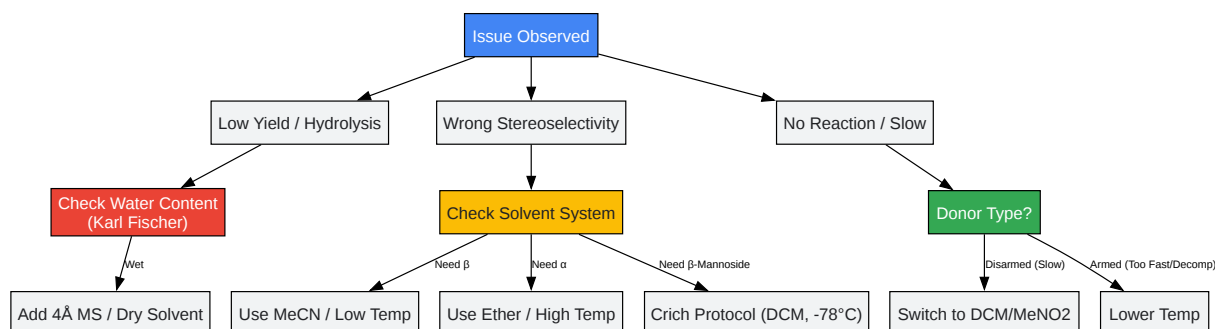 Issue Observed
Low Yield / Hydrolysis
Wrong Stereoselectivity
No Reaction / Slow
Check Water Content
(Karl Fischer)
Check Solvent System
Donor Type?
Wet
Need β
Need α
Need β-Mannoside
Disarmed (Slow)
Armed (Too Fast/Decomp)
Add 4Å MS / Dry Solvent
Use MeCN / Low Temp
Use Ether / High Temp
Crich Protocol (DCM, -78°C)
Switch to DCM/MeNO2
Lower Temp